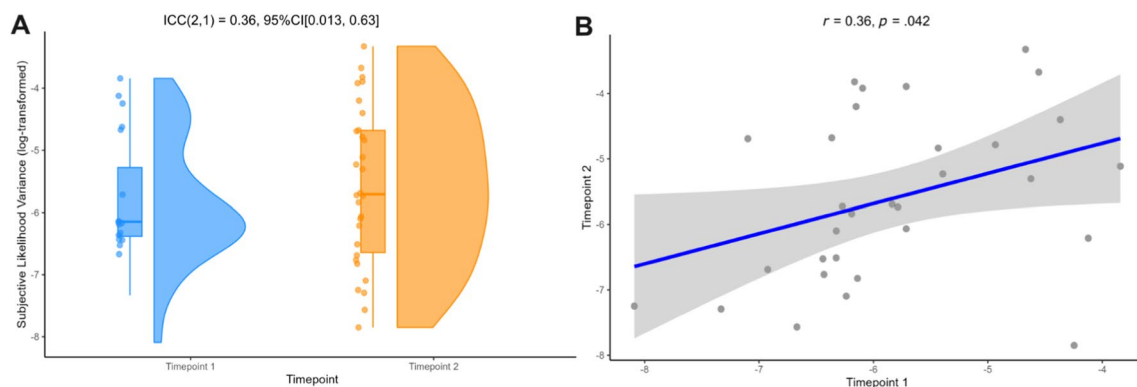 A
ICC(2,1) = 0.36, 95%CI[0.013, 0.63]
Subjective Likelihood Variance (log-transformed)
-4
-5
-6
-7
-8
Timepoint 1
Timepoint 2
Timepoint
B
r = 0.36, p = .042
Timepoint 2
-4
-5
-6
-7
-8
-8
-7
-6
-5
-4
Timepoint 1